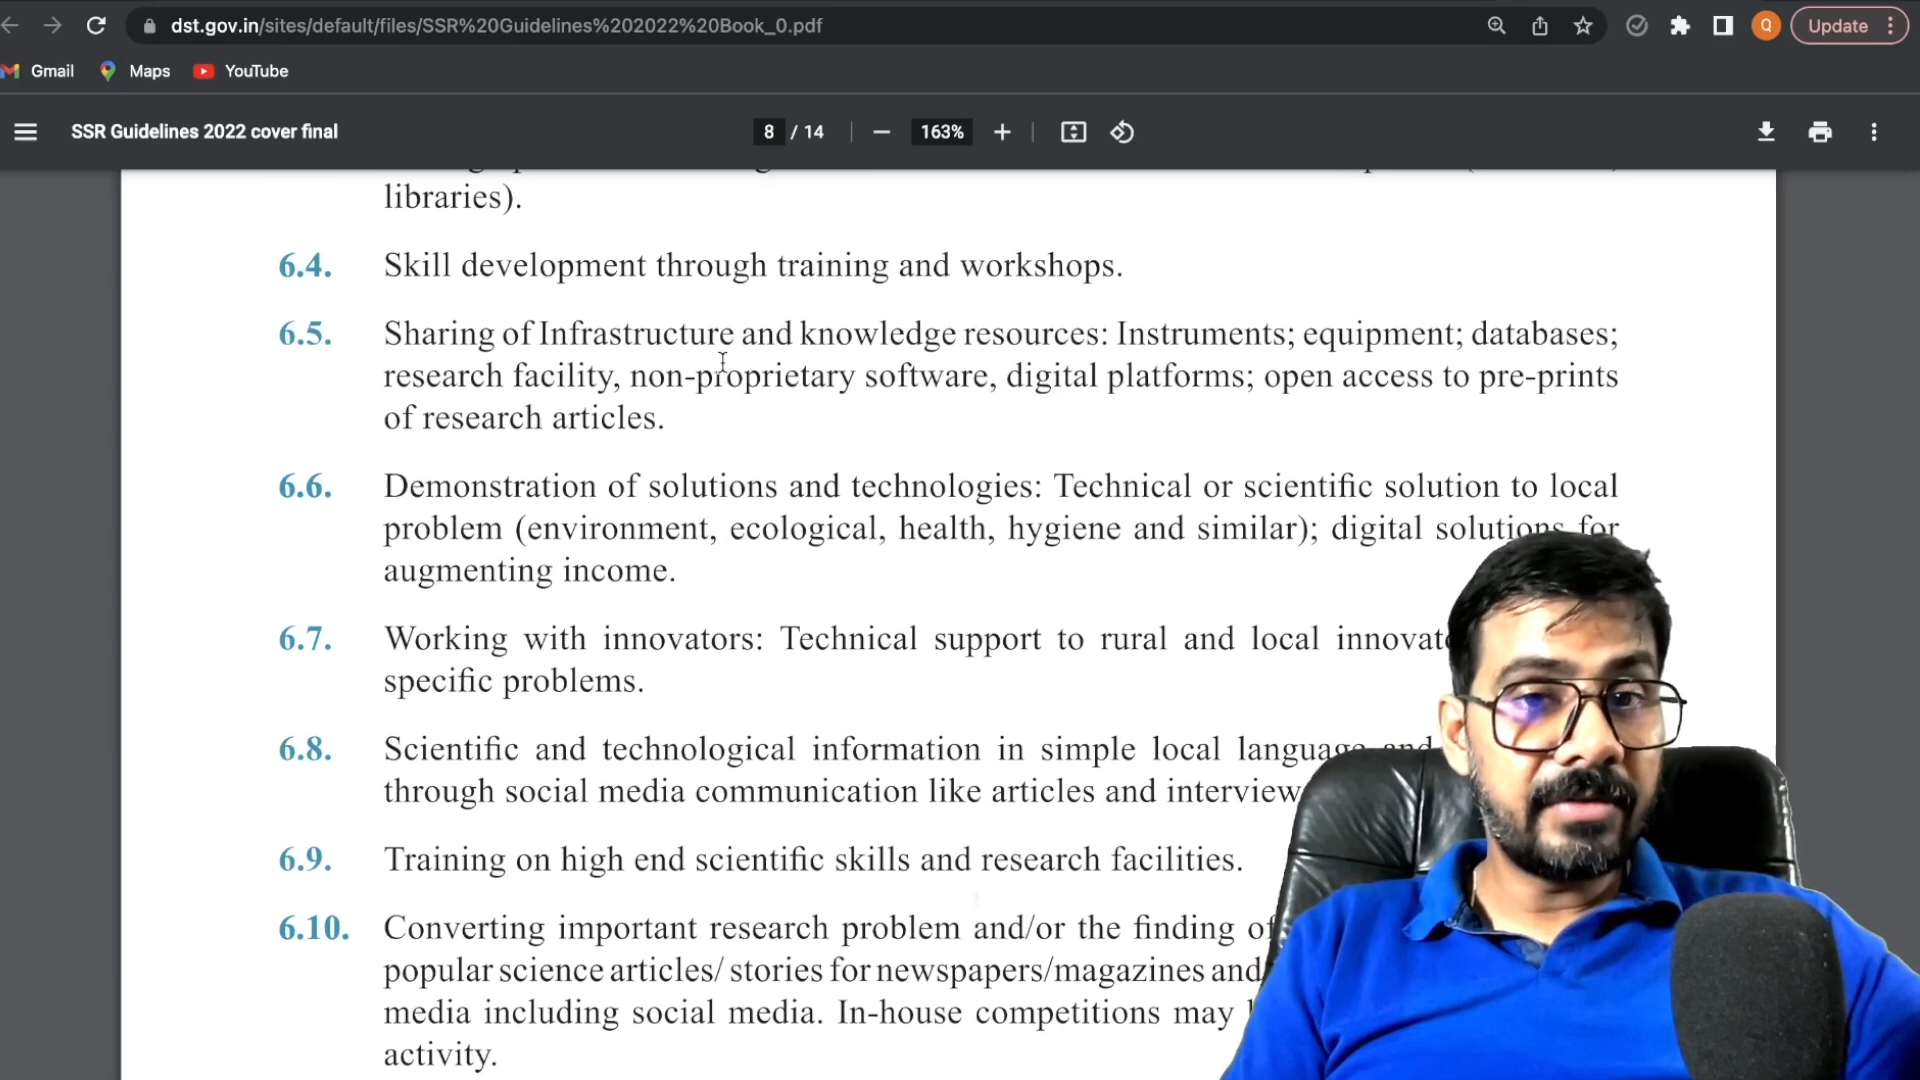 dst.gov.in/sites/default/files/SSR%20Guidelines%202022%20Book_0.pdf
Q
Update
Gmail
Maps
YouTube
SSR Guidelines 2022 cover final
8 / 14
163%
libraries).
6.4. Skill development through training and workshops.
6.5. Sharing of Infrastructure and knowledge resources: Instruments; equipment; databases;
research facility, non-proprietary software, digital platforms; open access to pre-prints
of research articles.
6.6. Demonstration of solutions and technologies: Technical or scientific solution to local
problem (environment, ecological, health, hygiene and similar); digital solutions for
augmenting income.
6.7. Working with innovators: Technical support to rural and local
specific problems.
6.8. Scientific and technological information in simple local language and
through social media communication like articles and
6.9. Training on high end scientific skills and research facilities.
6.10. Converting important research problem and/or the finding of
popular science articles/ stories for newspapers/magazines and
media including social media. In-house competitions may
activity.